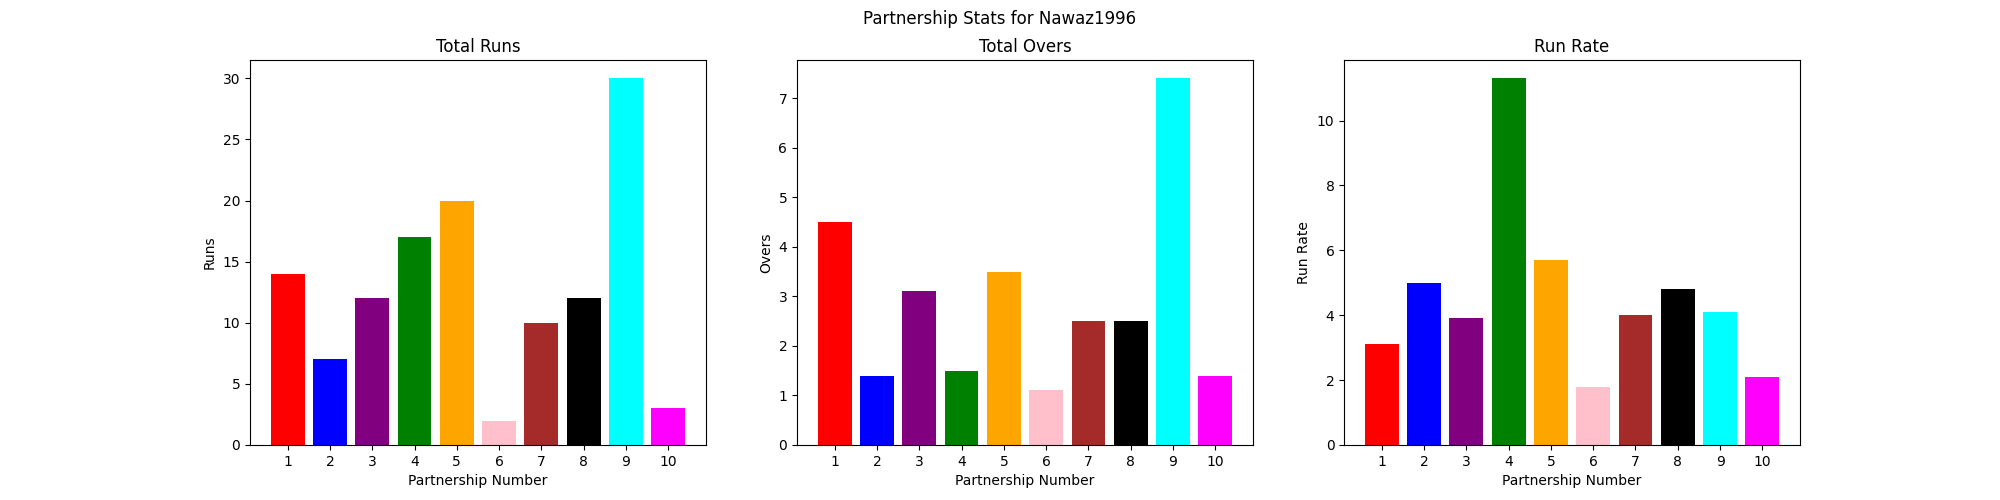 Partnership Stats for Nawaz1996
Total Runs
Runs
30
25
20
15
10
5
0
1 2 3 4 5 6 7 8 9 10
Partnership Number
Total Overs
Overs
7
6
5
4
3
2
1
0
1 2 3 4 5 6 7 8 9 10
Partnership Number
Run Rate
Run Rate
10
8
6
4
2
0
1 2 3 4 5 6 7 8 9 10
Partnership Number